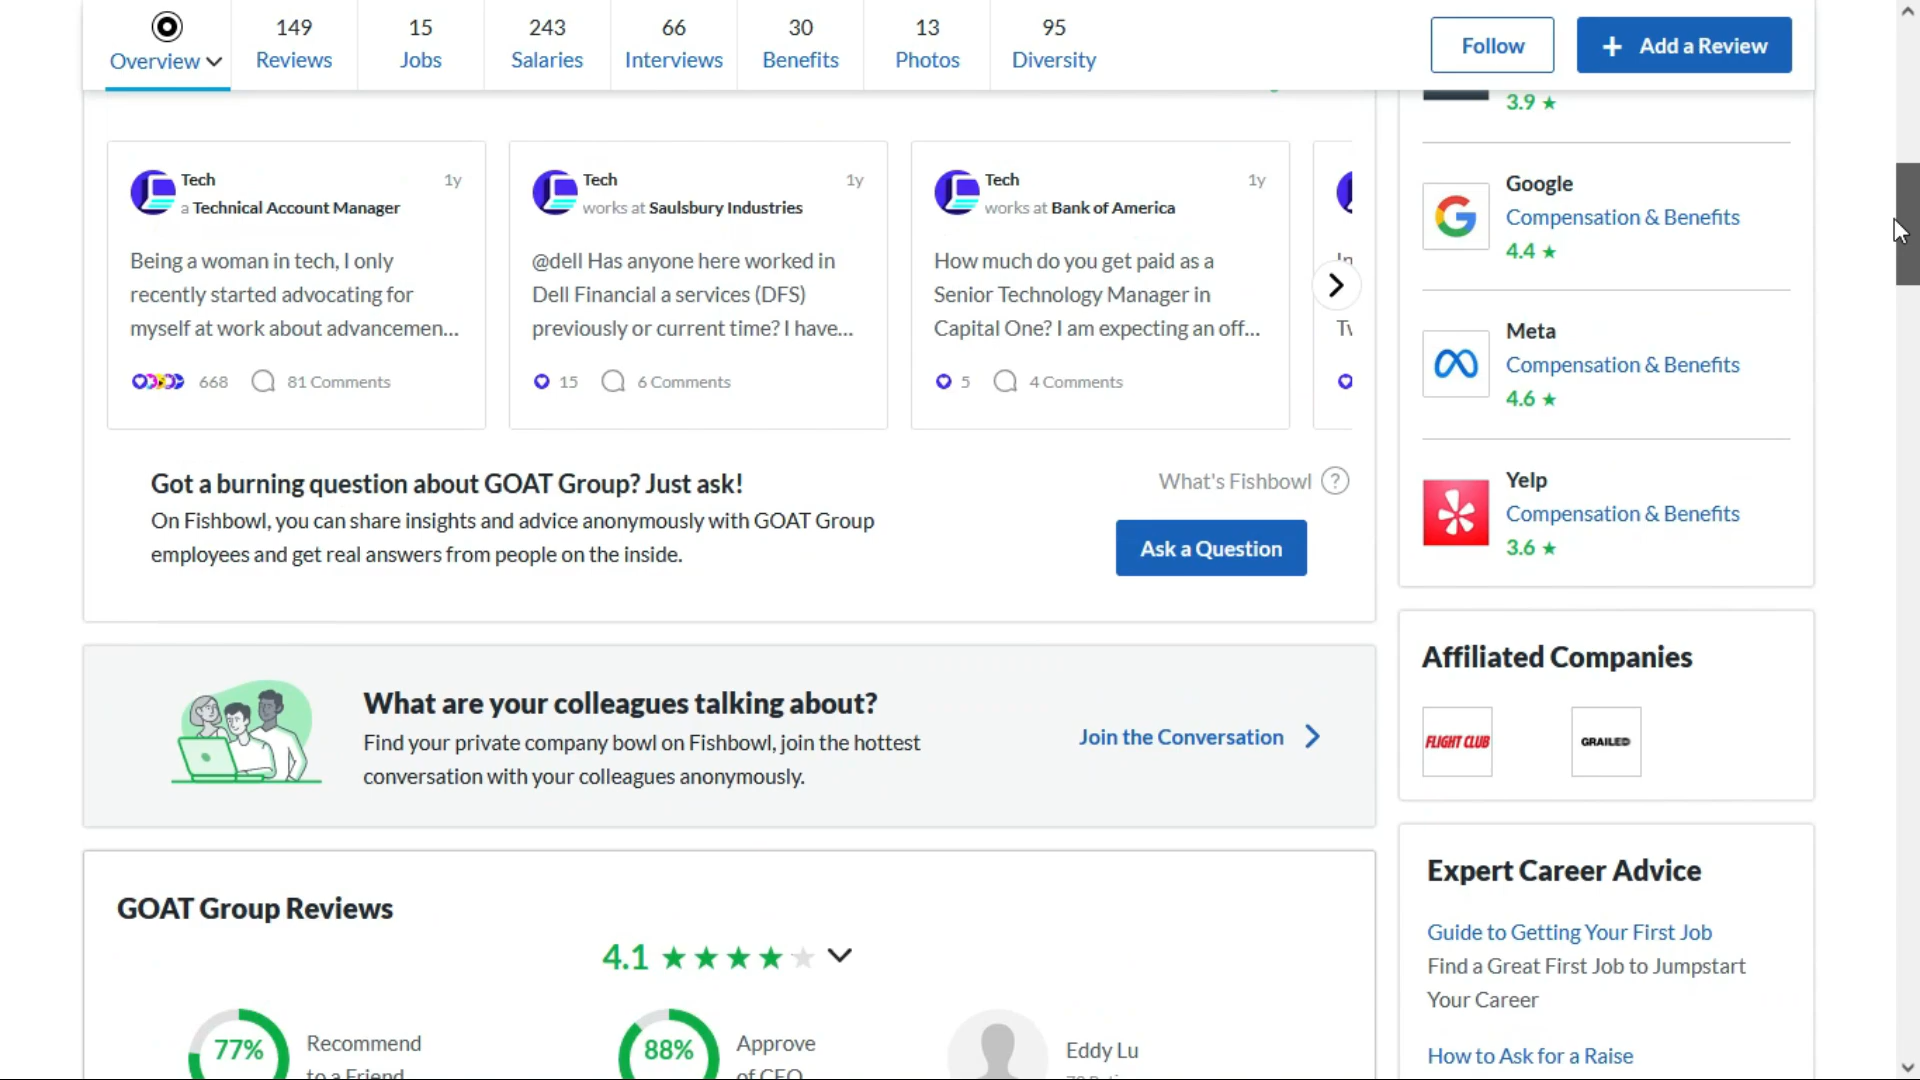 149
15
243
66
30
13
95
Overview
Reviews
Jobs
Salaries
Interviews
Benefits
Photos
Diversity
Follow
+ Add a Review
3.9 ★
Tech
1y
a Technical Account Manager
Being a woman in tech, I only
recently started advocating for
myself at work about advancemen...
668
81 Comments
Tech
1y
works at Saulsbury Industries
@dell Has anyone here worked in
Dell Financial a services (DFS)
previously or current time? I have...
15
6 Comments
Tech
1y
works at Bank of America
How much do you get paid as a
Senior Technology Manager in
Capital One? I am expecting an off...
5
4 Comments
Google
Compensation & Benefits
4.4 ★
Meta
Compensation & Benefits
4.6 ★
Yelp
Compensation & Benefits
3.6 ★
Got a burning question about GOAT Group? Just ask!
On Fishbowl, you can share insights and advice anonymously with GOAT Group
employees and get real answers from people on the inside.
What's Fishbowl ?
Ask a Question
What are your colleagues talking about?
Find your private company bowl on Fishbowl, join the hottest
conversation with your colleagues anonymously.
Join the Conversation
Affiliated Companies
FLIGHT CLUB
GRAILED
GOAT Group Reviews
4.1 ★★★★★
77%
Recommend
to a Friend
88%
Approve
of CEO
Eddy Lu
Expert Career Advice
Guide to Getting Your First Job
Find a Great First Job to Jumpstart
Your Career
How to Ask for a Raise